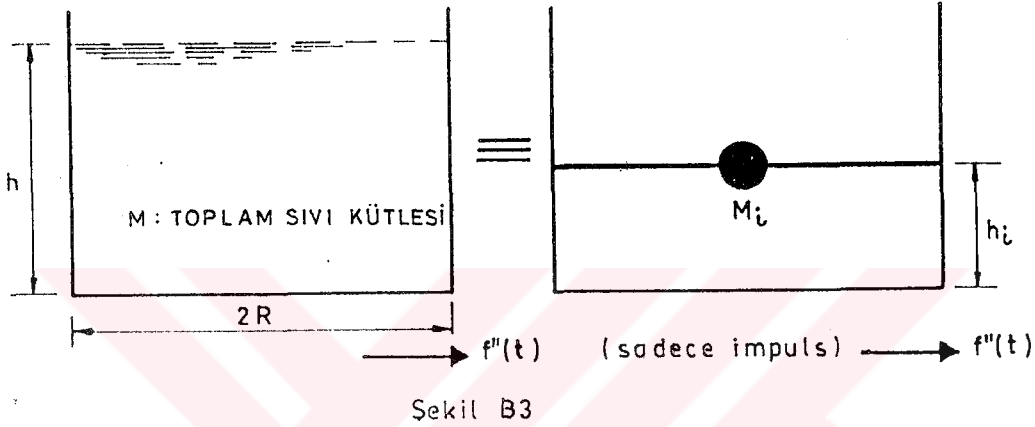 h
M : TOPLAM SIVI KÜTLESİ
2R
f"(t)
Mi
hi
(sadece impuls)
f"(t)
Şekil B3